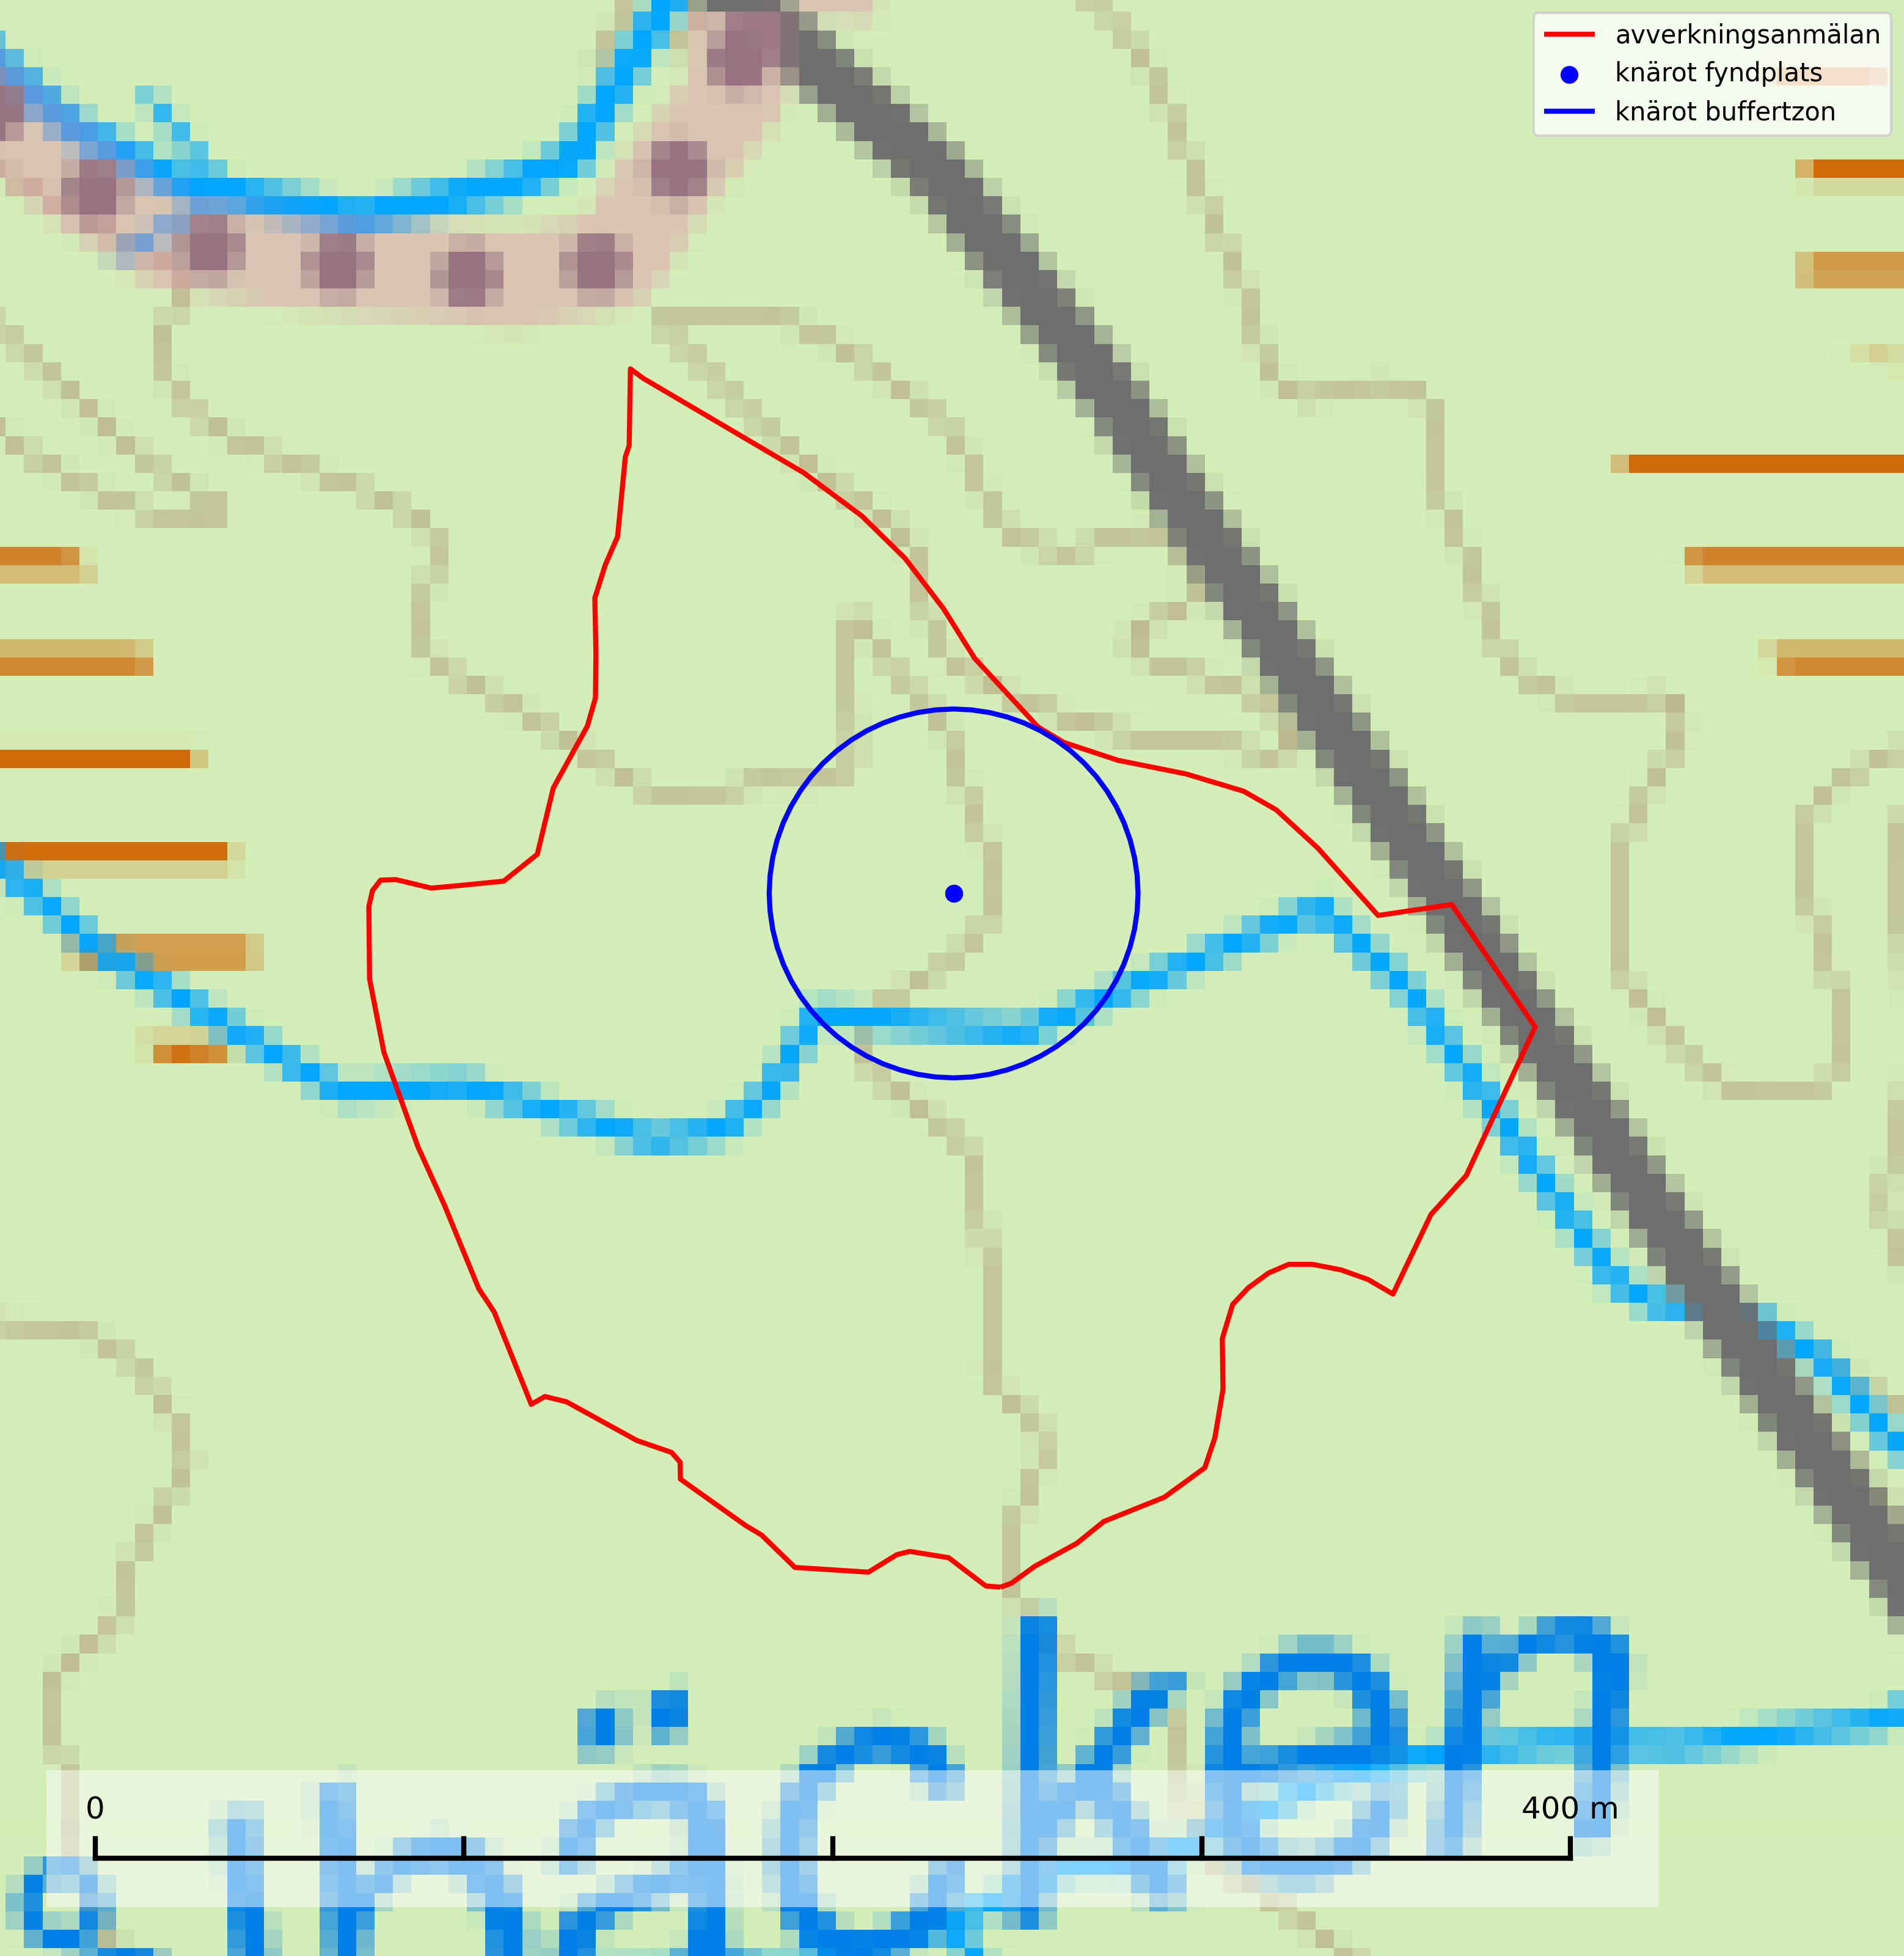 avverkningsanmälan
knärot fyndplats
knärot buffertzon
0
400 m